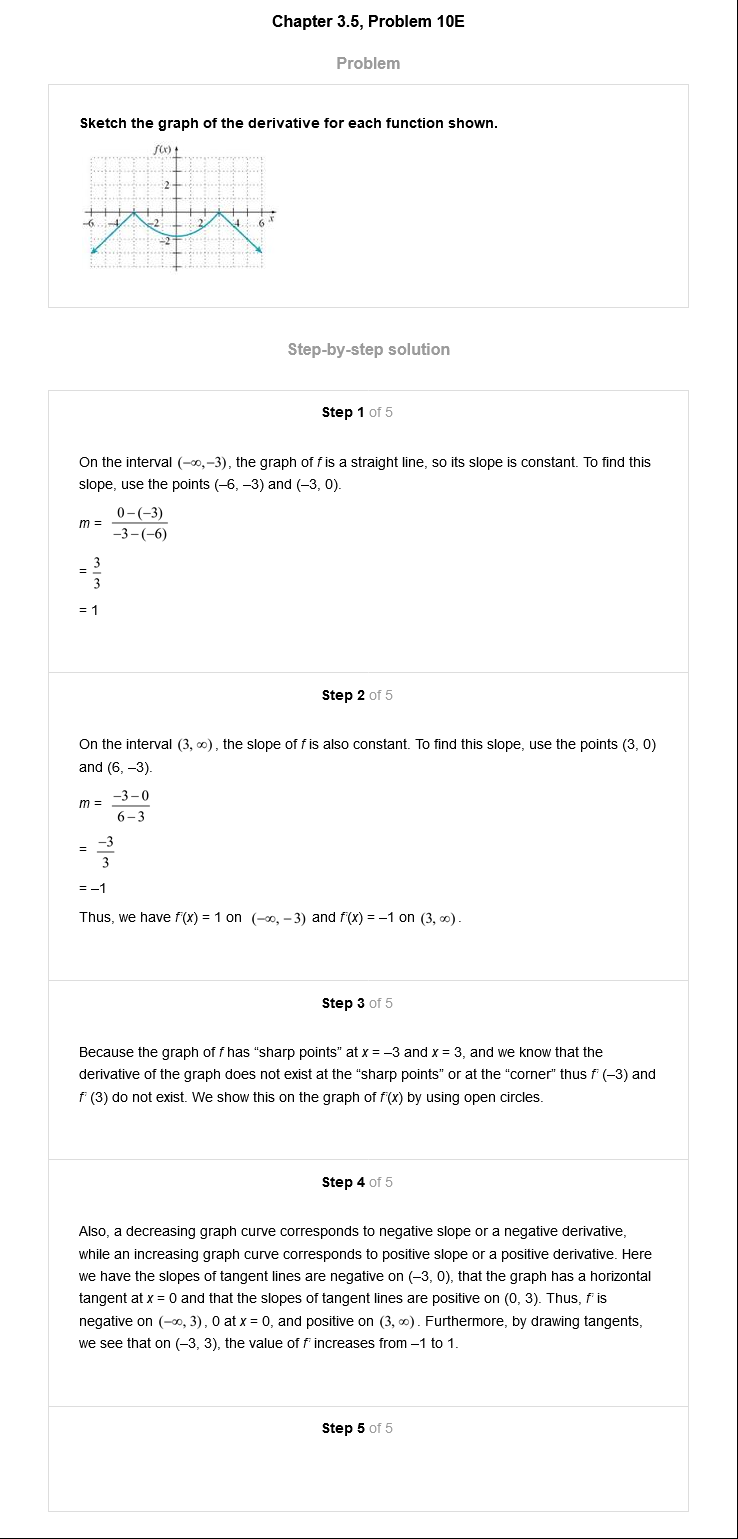 Chapter 3.5, Problem 10E
Problem
Sketch the graph of the derivative for each function shown.
f(x)
2
-6 -4 -2 2 4 6 x
-2
Step-by-step solution
Step 1 of 5
On the interval (−∞,−3), the graph of f is a straight line, so its slope is constant. To find this
slope, use the points (–6, –3) and (–3, 0).
m = 0−(−3)
−3−(−6)
= 3
3
= 1
Step 2 of 5
On the interval (3, ∞), the slope of f is also constant. To find this slope, use the points (3, 0)
and (6, –3).
m = −3−0
6−3
= −3
3
= –1
Thus, we have f'(x) = 1 on (−∞, −3) and f'(x) = –1 on (3, ∞).
Step 3 of 5
Because the graph of f has “sharp points” at x = –3 and x = 3, and we know that the
derivative of the graph does not exist at the “sharp points” or at the “corner” thus f' (–3) and
f' (3) do not exist. We show this on the graph of f'(x) by using open circles.
Step 4 of 5
Also, a decreasing graph curve corresponds to negative slope or a negative derivative,
while an increasing graph curve corresponds to positive slope or a positive derivative. Here
we have the slopes of tangent lines are negative on (–3, 0), that the graph has a horizontal
tangent at x = 0 and that the slopes of tangent lines are positive on (0, 3). Thus, f' is
negative on (−∞, 3), 0 at x = 0, and positive on (3, ∞). Furthermore, by drawing tangents,
we see that on (–3, 3), the value of f' increases from –1 to 1.
Step 5 of 5